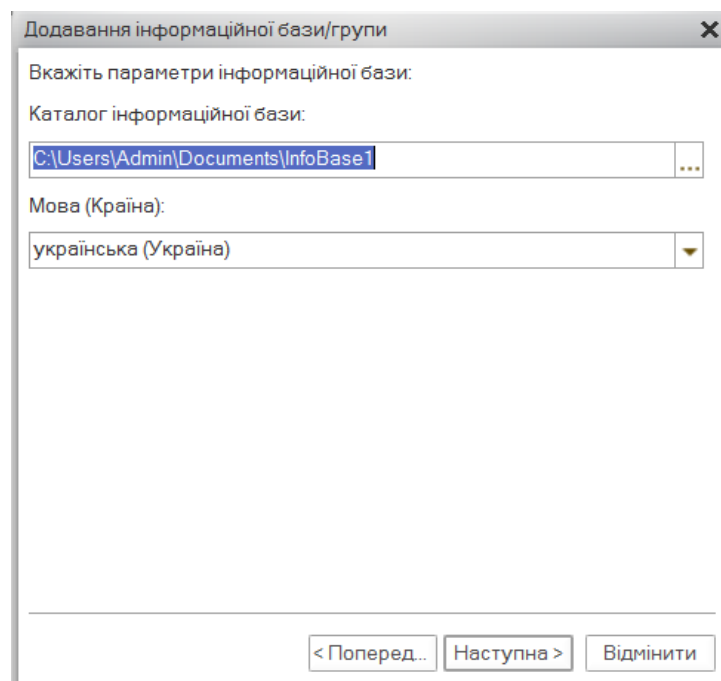 Додавання інформаційної бази/групи
Вкажіть параметри інформаційної бази:
Каталог інформаційної бази:
C:\Users\Admin\Documents\InfoBase1
...
Мова (Країна):
українська (Україна)
< Поперед... Наступна > Відмінити